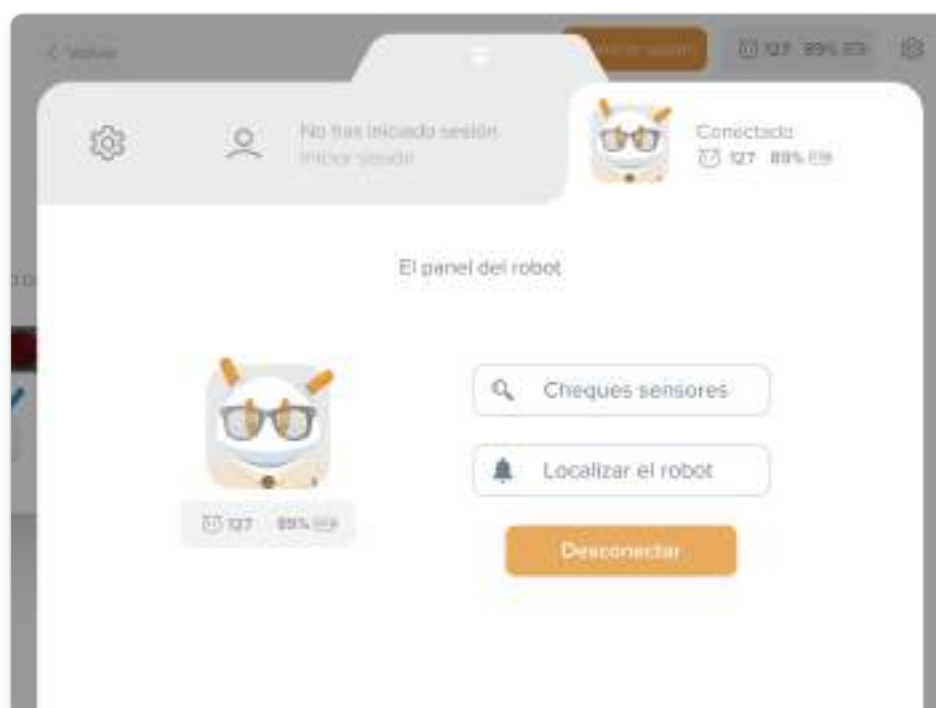 Volver
Iniciar sesión
127 89%
No has iniciado sesión
Iniciar sesión
Conectado
127 89%
El panel del robot
Cheques sensores
Localizar el robot
127 89%
Desconectar